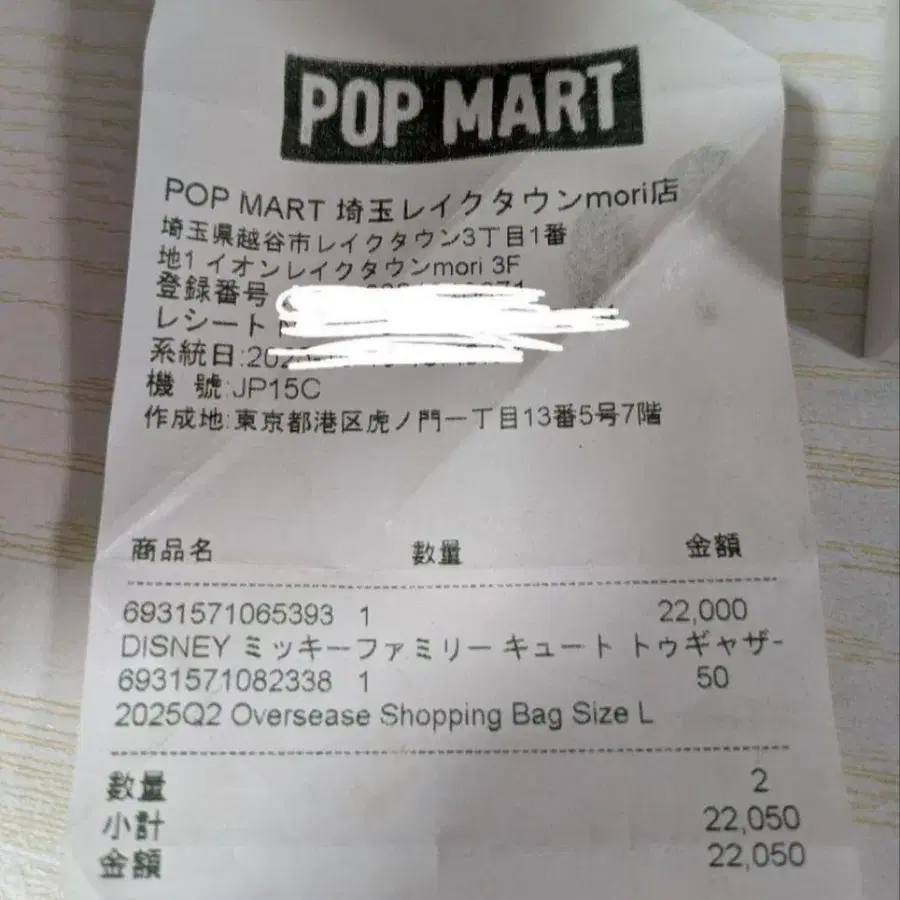 POP MART
POP MART 埼玉レイクタウンmori店
埼玉県越谷市レイクタウン3丁目1番
地1 イオンレイクタウンmori 3F
登録番号
レシート
系統日:202
機 號:JP15C
作成地:東京都港区虎ノ門一丁目13番5号7階
商品名 數量 金額
6931571065393 1 22,000
DISNEY ミッキーファミリー キュート トゥギャザｰ
6931571082338 1 50
2025Q2 Oversease Shopping Bag Size L
數量 2
小計 22,050
金額 22,050